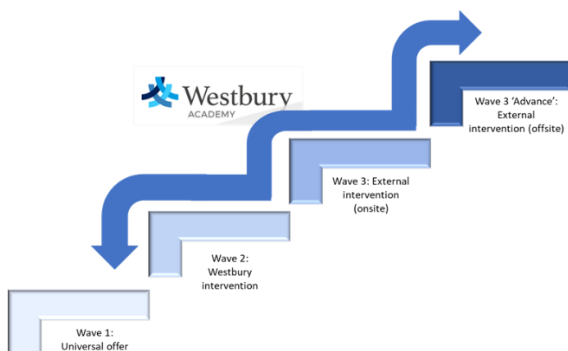 Westbury
ACADEMY
Wave 3 ‘Advance’:
External
intervention (offsite)
Wave 3: External
intervention
(onsite)
Wave 2:
Westbury
intervention
Wave 1:
Universal offer